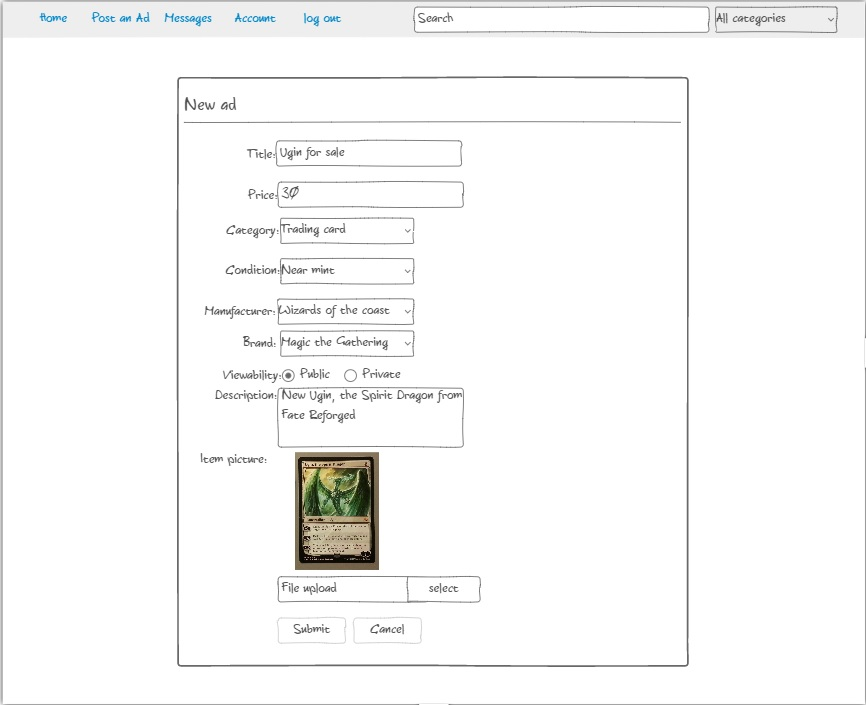 Home Post an Ad Messages Account log out Search All categories
New ad
Title: Ugin for sale
Price: 30
Category: Trading card
Condition: Near mint
Manufacturer: Wizards of the coast
Brand: Magic the Gathering
Viewability: Public Private
Description: New Ugin, the Spirit Dragon from
Fate Reforged
Item picture:
File upload select
Submit Cancel